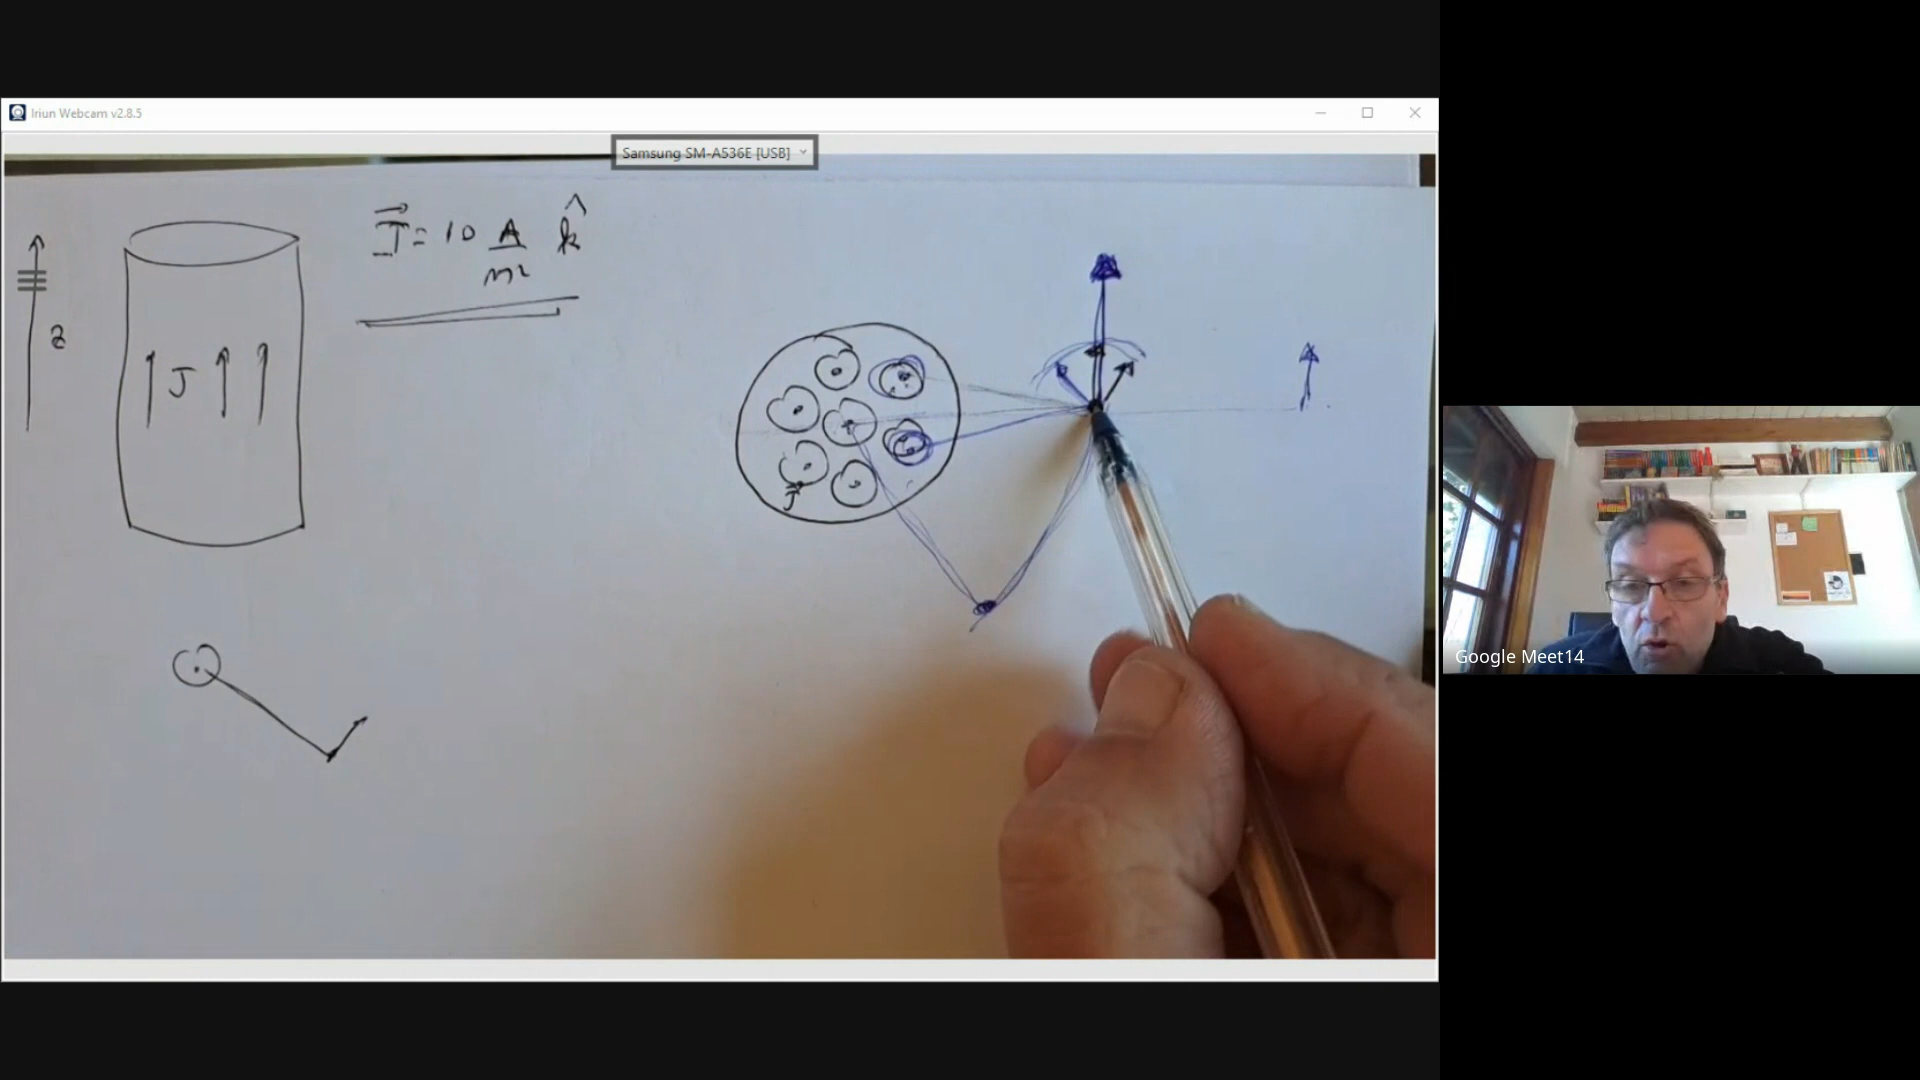 Iriun Webcam v2.8.5
Samsung SM-A536E [USB]
J = 10 A/m² k̂
z
J
J
Google Meet14